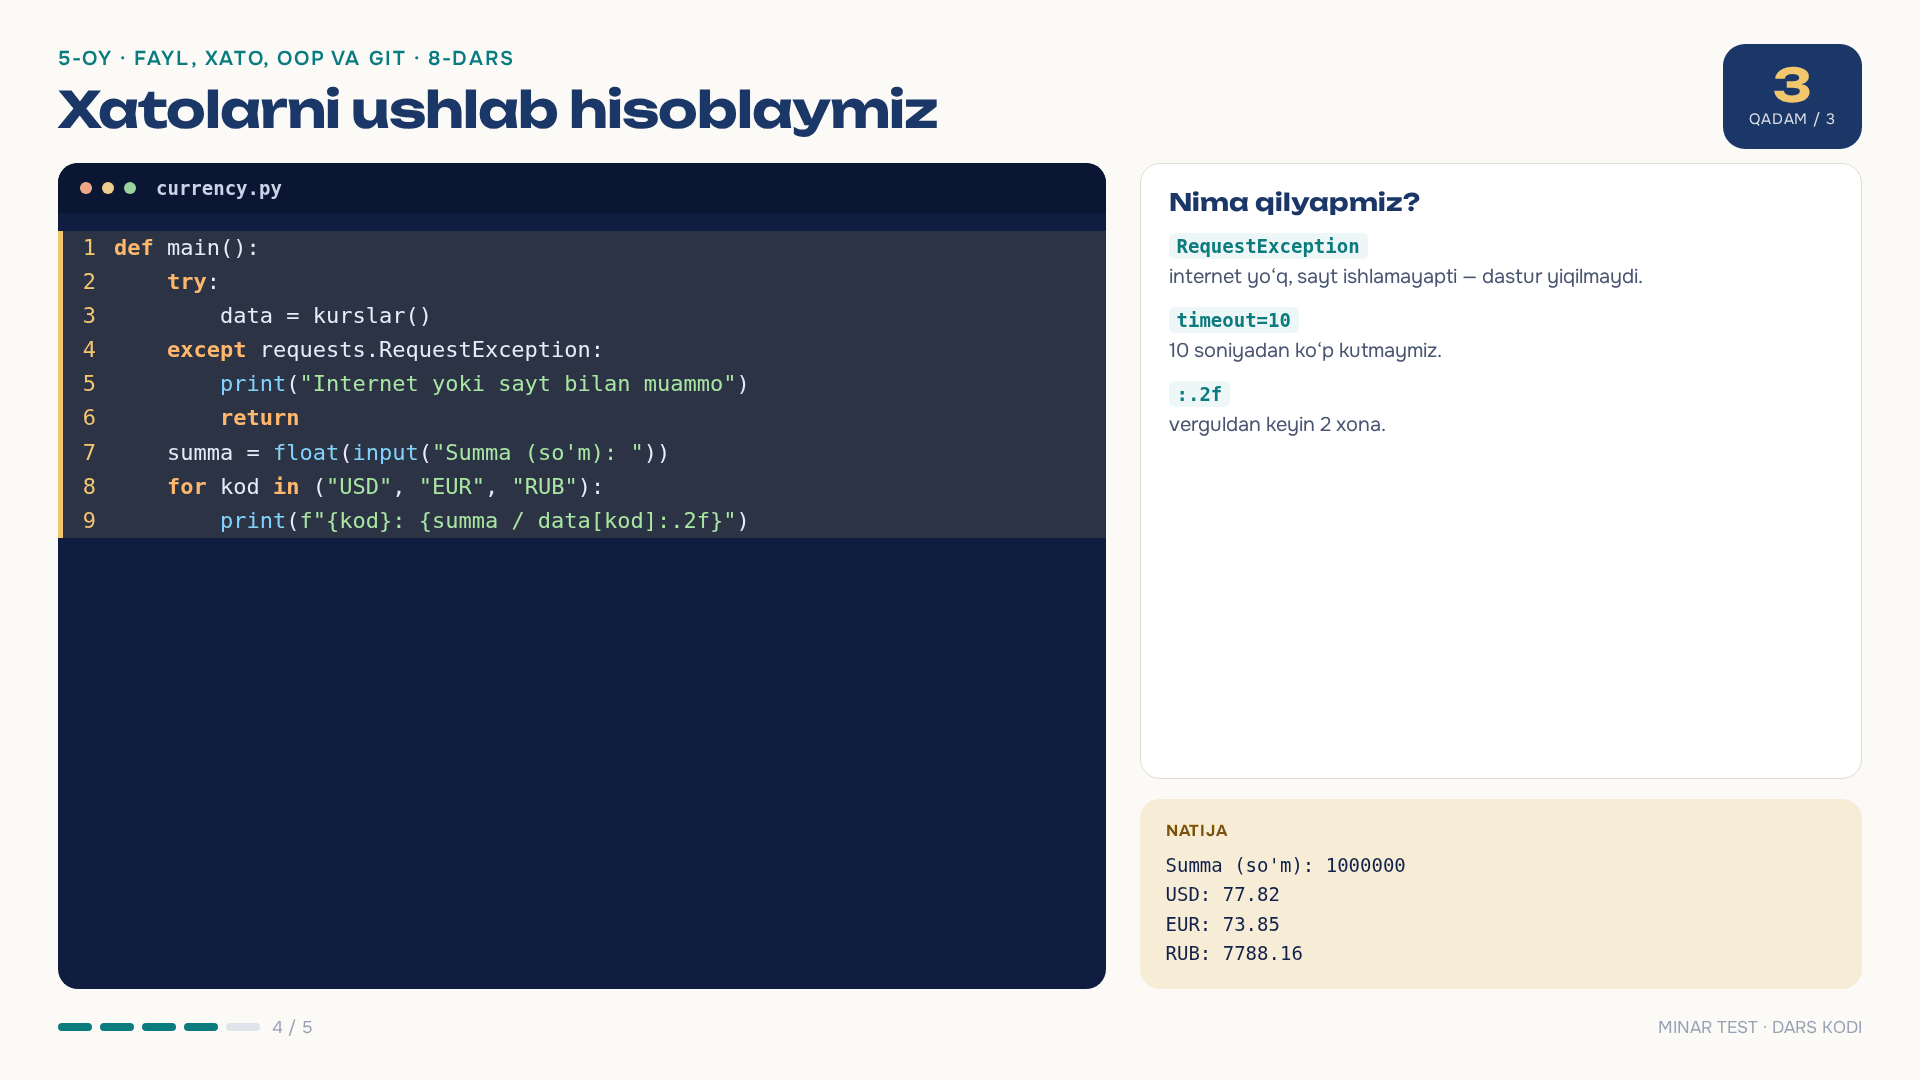 5-OY · FAYL, XATO, OOP VA GIT · 8-DARS
Xatolarni ushlab hisoblaymiz
3
QADAM / 3
currency.py
1 def main():
2     try:
3         data = kurslar()
4     except requests.RequestException:
5         print("Internet yoki sayt bilan muammo")
6         return
7     summa = float(input("Summa (so'm): "))
8     for kod in ("USD", "EUR", "RUB"):
9         print(f"{kod}: {summa / data[kod]:.2f}")
Nima qilyapmiz?
RequestException
internet yo‘q, sayt ishlamayapti — dastur yiqilmaydi.
timeout=10
10 soniyadan ko‘p kutmaymiz.
:.2f
verguldan keyin 2 xona.
NATIJA
Summa (so'm): 1000000
USD: 77.82
EUR: 73.85
RUB: 7788.16
4 / 5
MINAR TEST · DARS KODI